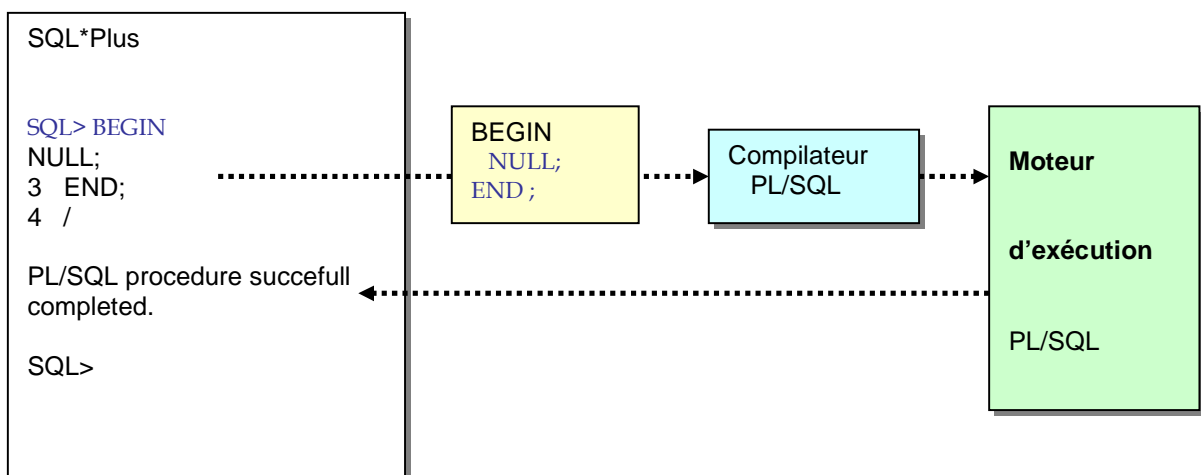 SQL*Plus
SQL> BEGIN
NULL;
3 END;
4 /
PL/SQL procedure succefull
completed.
SQL>
BEGIN
NULL;
END ;
Compilateur
PL/SQL
Moteur
d'exécution
PL/SQL